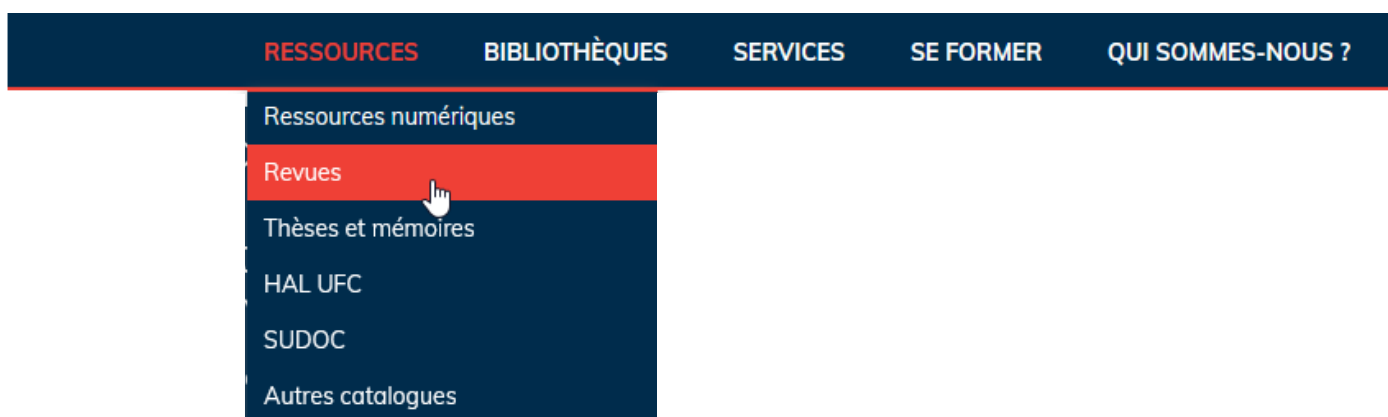 RESSOURCES BIBLIOTHÈQUES SERVICES SE FORMER QUI SOMMES-NOUS ?
Ressources numériques
Revues
Thèses et mémoires
HAL UFC
SUDOC
Autres catalogues